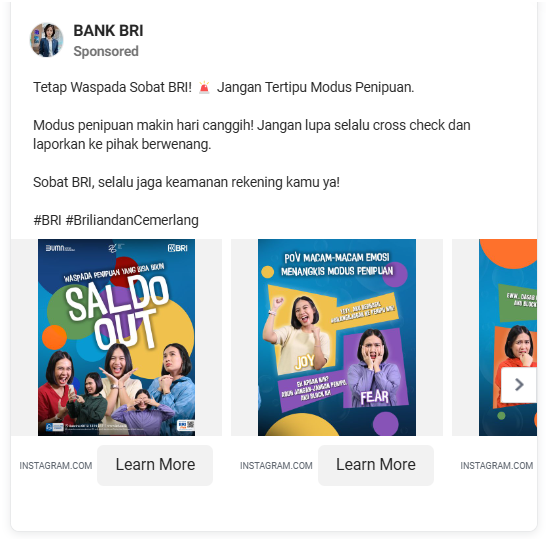 BANK BRI
Sponsored
Tetap Waspada Sobat BRI! 🚨 Jangan Tertipu Modus Penipuan.
Modus penipuan makin hari canggih! Jangan lupa selalu cross check dan
laporkan ke pihak berwenang.
Sobat BRI, selalu jaga keamanan rekening kamu ya!
#BRI #BriliandanCemerlang
BUMN
BRI
WASPADA PENIPUAN YANG BISA BIKIN
SALDO
OUT
POV MACAM-MACAM EMOSI
MENANGKIS MODUS PENIPUAN
JOY
FEAR
INSTAGRAM.COM
Learn More
INSTAGRAM.COM
Learn More
INSTAGRAM.COM